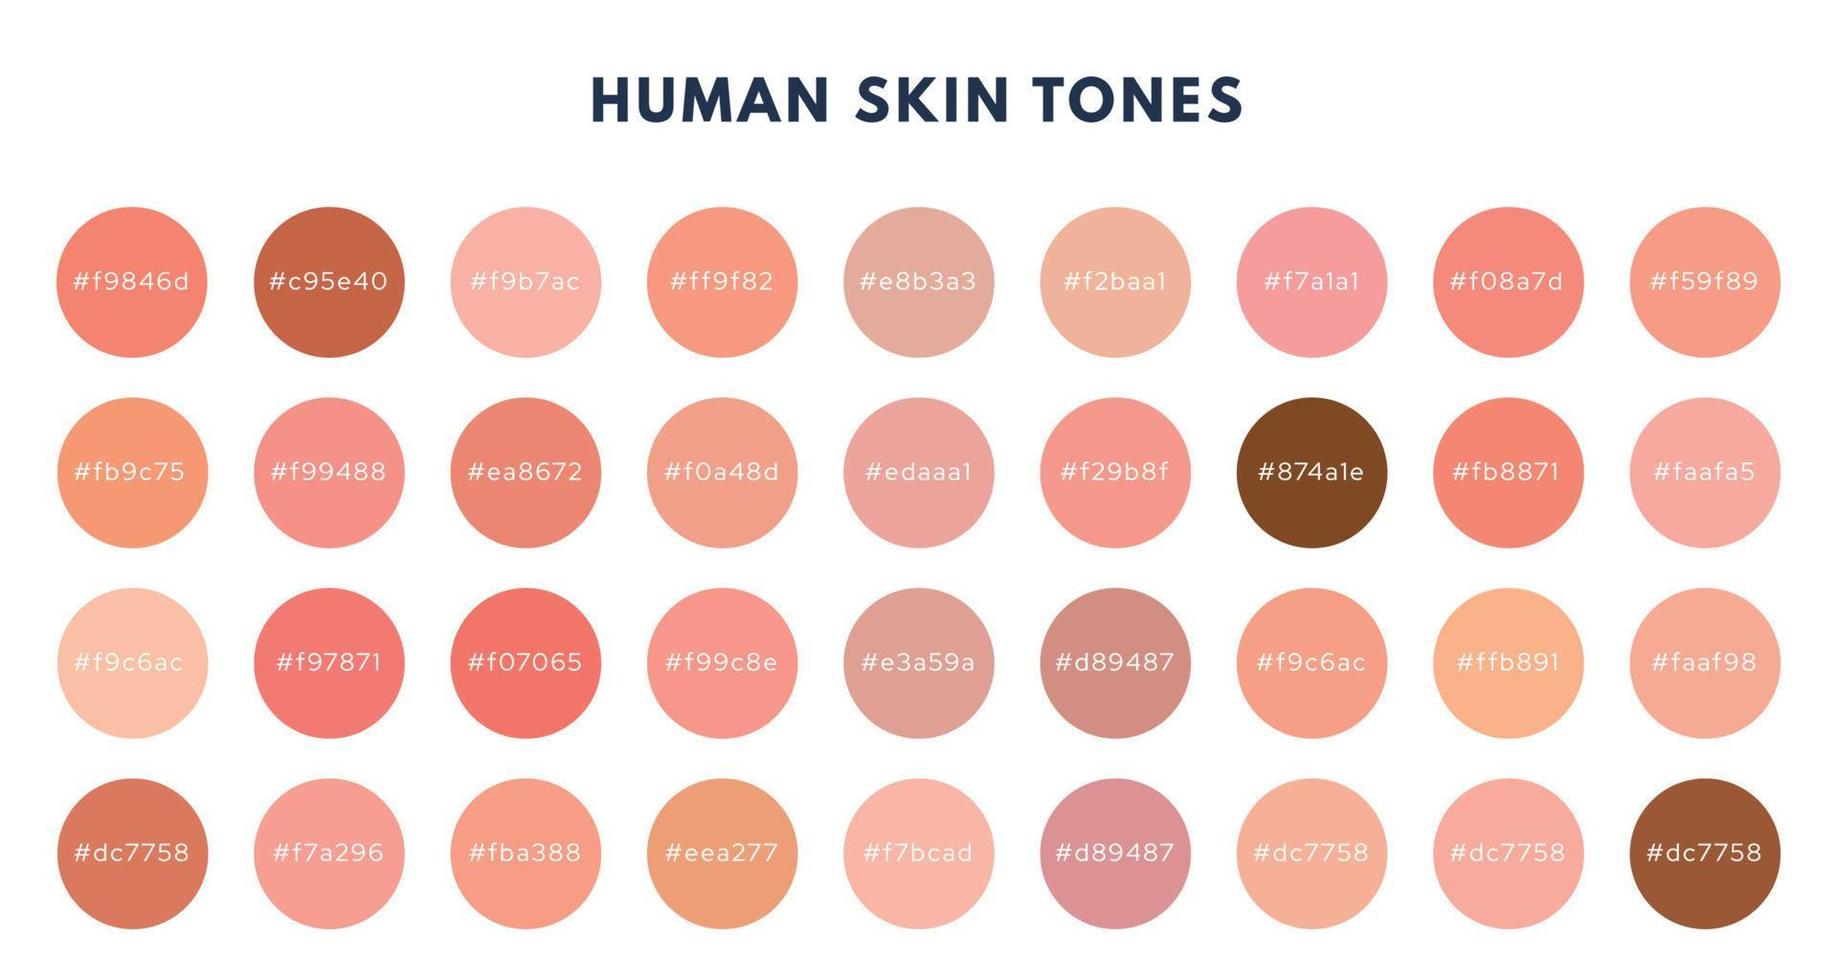 HUMAN SKIN TONES
#f9846d #c95e40 #f9b7ac #ff9f82 #e8b3a3 #f2baa1 #f7a1a1 #f08a7d #f59f89
#fb9c75 #f99488 #ea8672 #f0a48d #edaaa1 #f29b8f #874a1e #fb8871 #faafa5
#f9c6ac #f97871 #f07065 #f99c8e #e3a59a #d89487 #f9c6ac #ffb891 #faaf98
#dc7758 #f7a296 #fba388 #eea277 #f7bcad #d89487 #dc7758 #dc7758 #dc7758